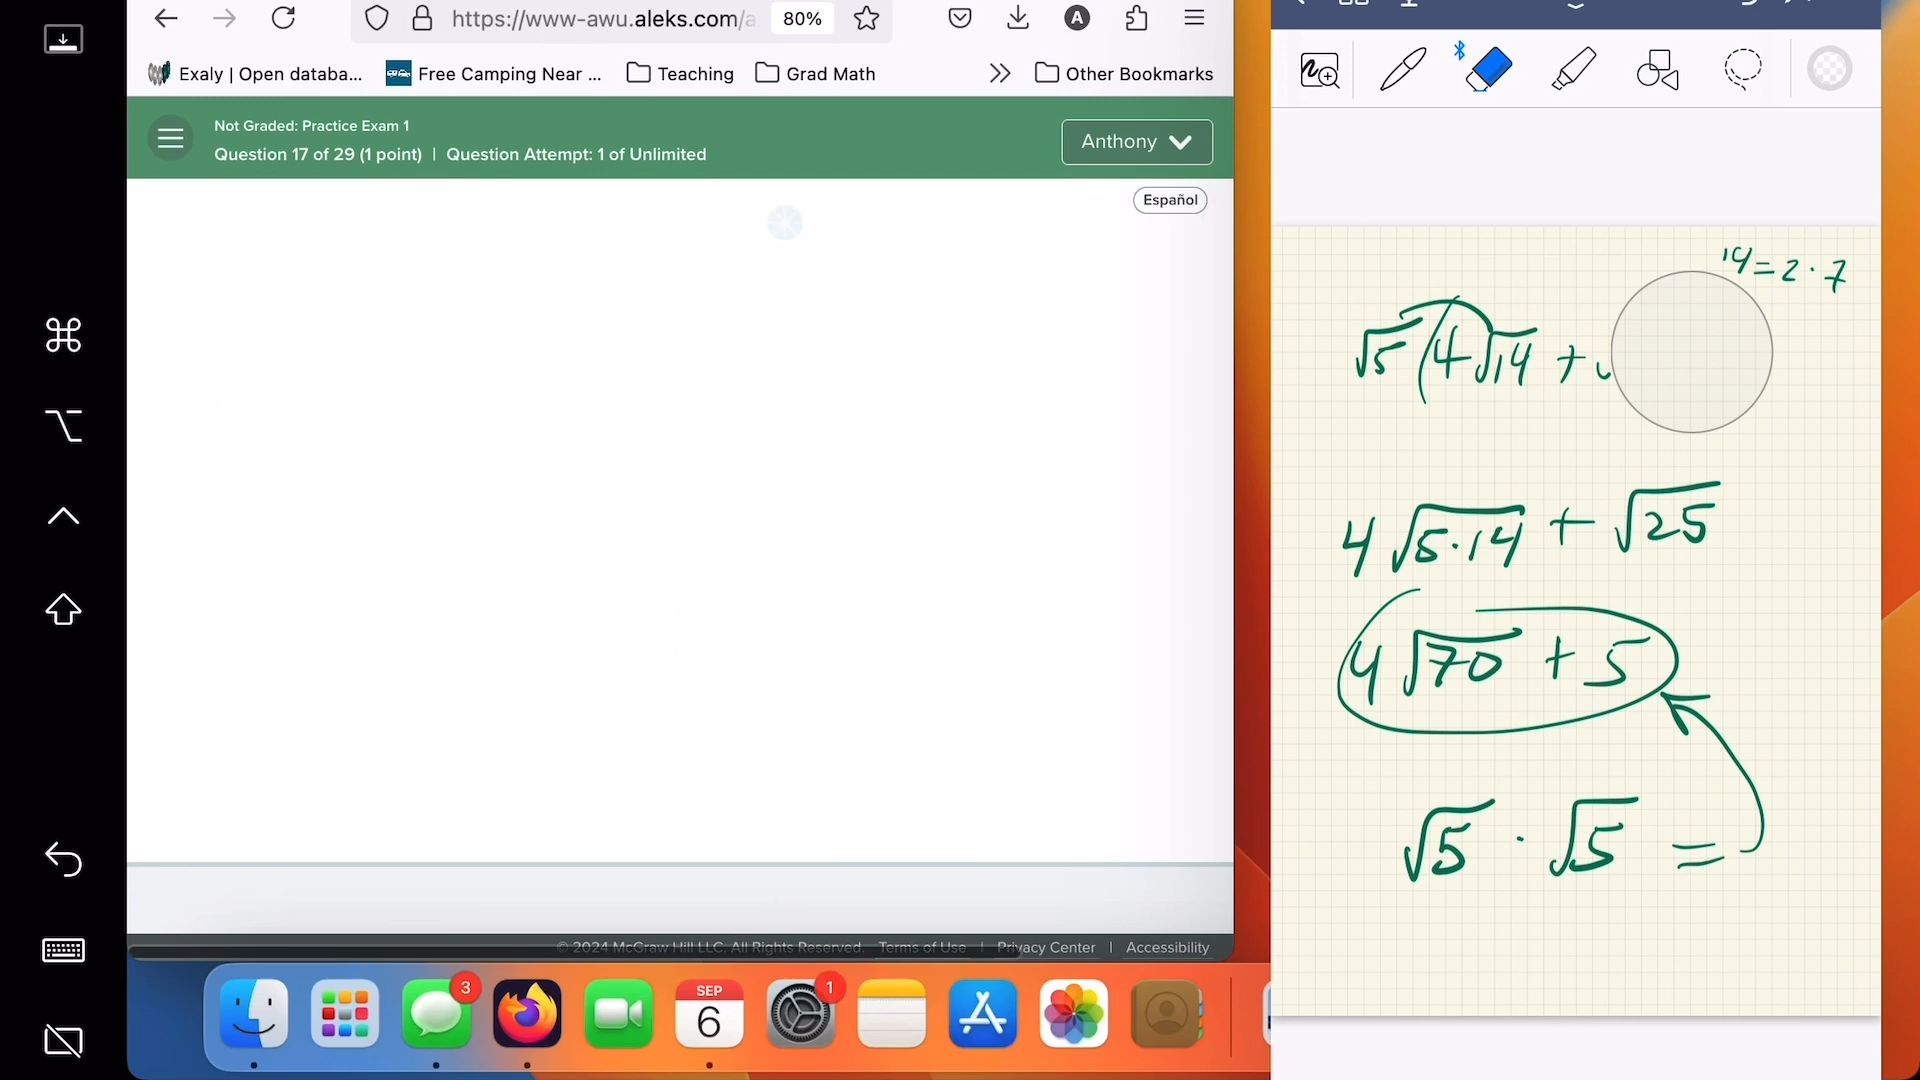 https://www-awu.aleks.com/a 80%
A
Exaly | Open databa... Free Camping Near ... Teaching Grad Math Other Bookmarks
Not Graded: Practice Exam 1
Question 17 of 29 (1 point) | Question Attempt: 1 of Unlimited
Anthony
Español
© 2024 McGraw Hill LLC. All Rights Reserved. Terms of Use | Privacy Center | Accessibility
3
SEP
6
1
14=2·7
√5(4√14 +
4√5·14 + √25
4√70 + 5
√5 · √5 =